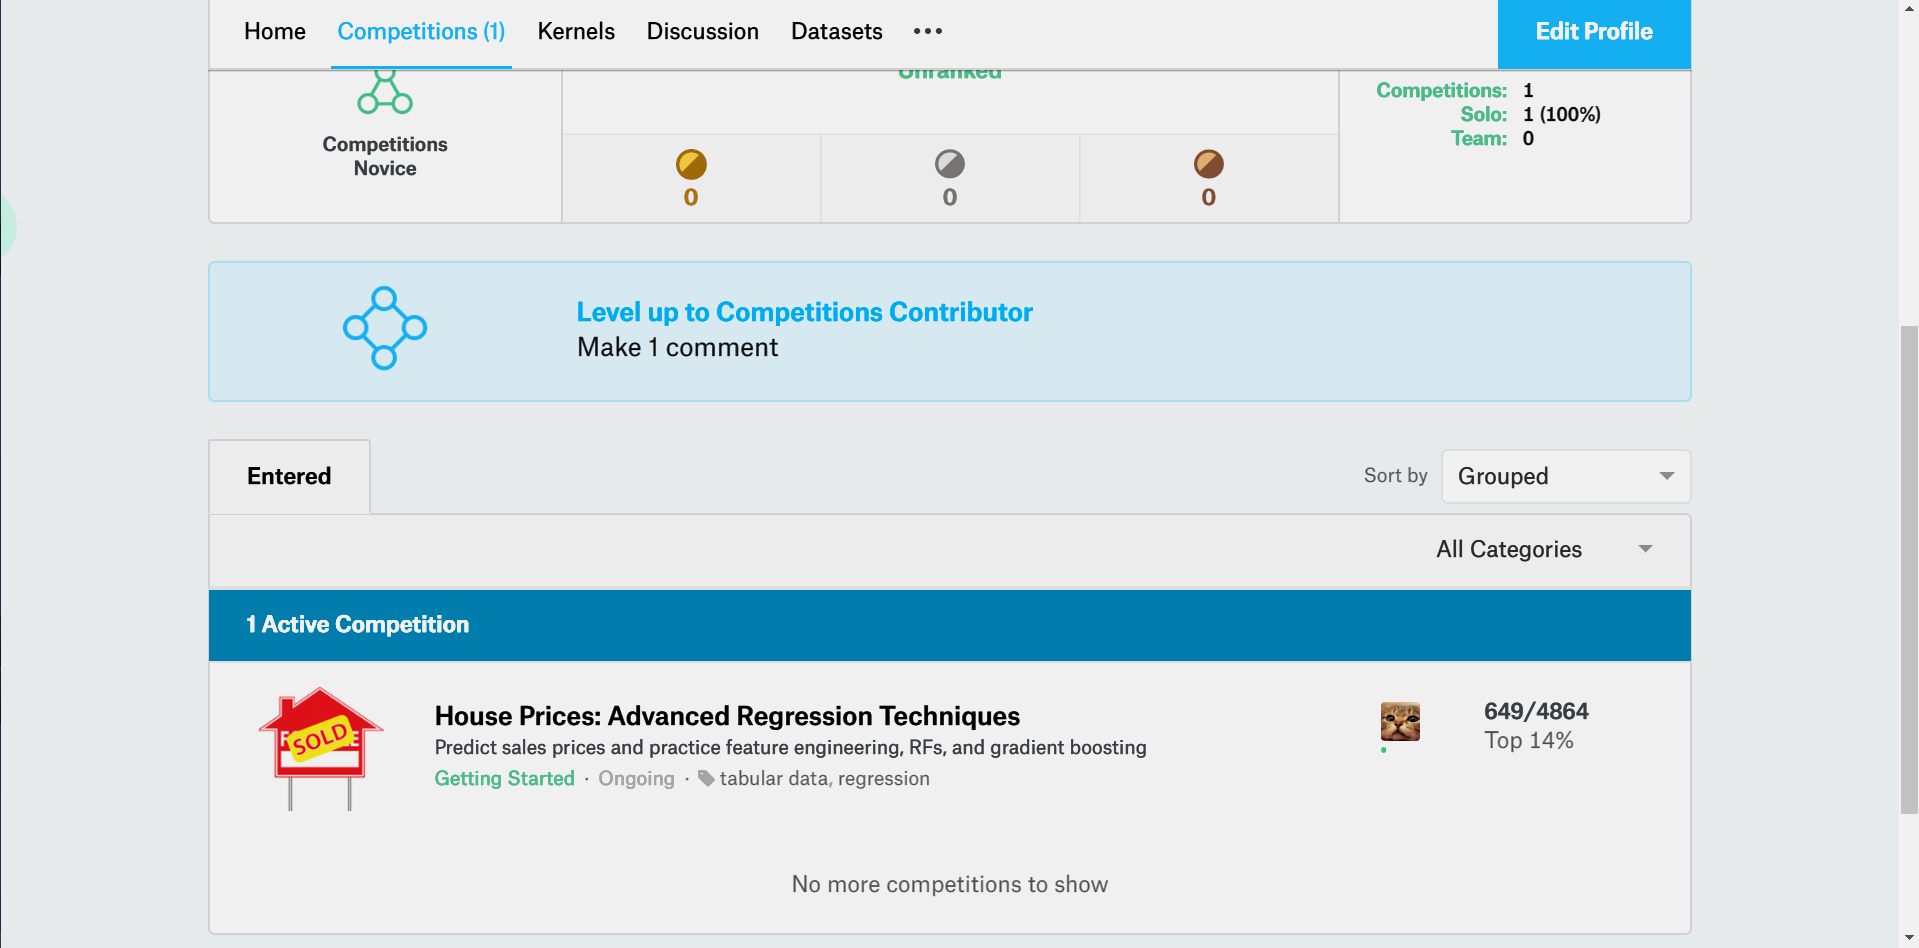 Home Competitions (1) Kernels Discussion Datasets ••• Edit Profile
Unranked
Competitions Novice
0 0 0
Competitions: 1
Solo: 1 (100%)
Team: 0
Level up to Competitions Contributor
Make 1 comment
Entered
Sort by Grouped
All Categories
1 Active Competition
SOLD
House Prices: Advanced Regression Techniques
Predict sales prices and practice feature engineering, RFs, and gradient boosting
Getting Started · Ongoing · tabular data, regression
649/4864
Top 14%
No more competitions to show